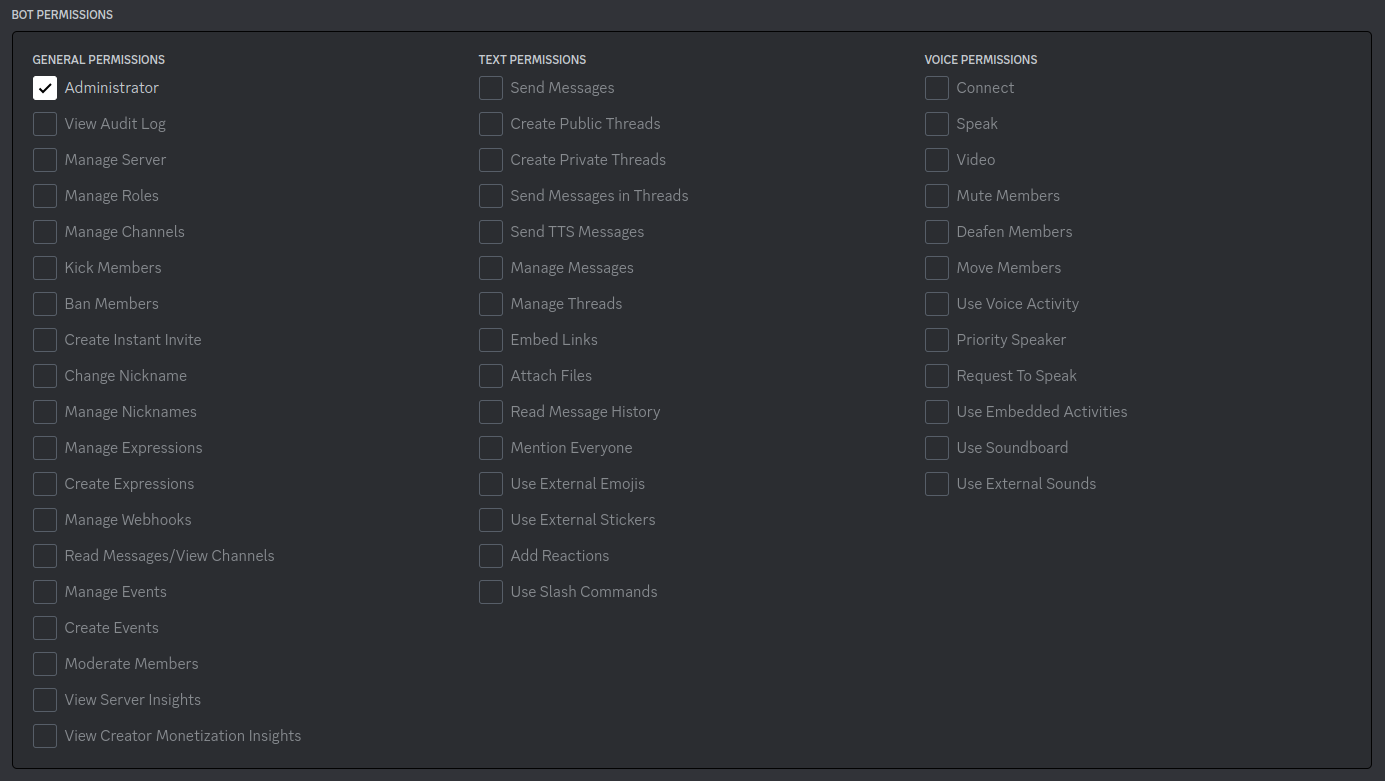 BOT PERMISSIONS
GENERAL PERMISSIONS
Administrator
View Audit Log
Manage Server
Manage Roles
Manage Channels
Kick Members
Ban Members
Create Instant Invite
Change Nickname
Manage Nicknames
Manage Expressions
Create Expressions
Manage Webhooks
Read Messages/View Channels
Manage Events
Create Events
Moderate Members
View Server Insights
View Creator Monetization Insights
TEXT PERMISSIONS
Send Messages
Create Public Threads
Create Private Threads
Send Messages in Threads
Send TTS Messages
Manage Messages
Manage Threads
Embed Links
Attach Files
Read Message History
Mention Everyone
Use External Emojis
Use External Stickers
Add Reactions
Use Slash Commands
VOICE PERMISSIONS
Connect
Speak
Video
Mute Members
Deafen Members
Move Members
Use Voice Activity
Priority Speaker
Request To Speak
Use Embedded Activities
Use Soundboard
Use External Sounds